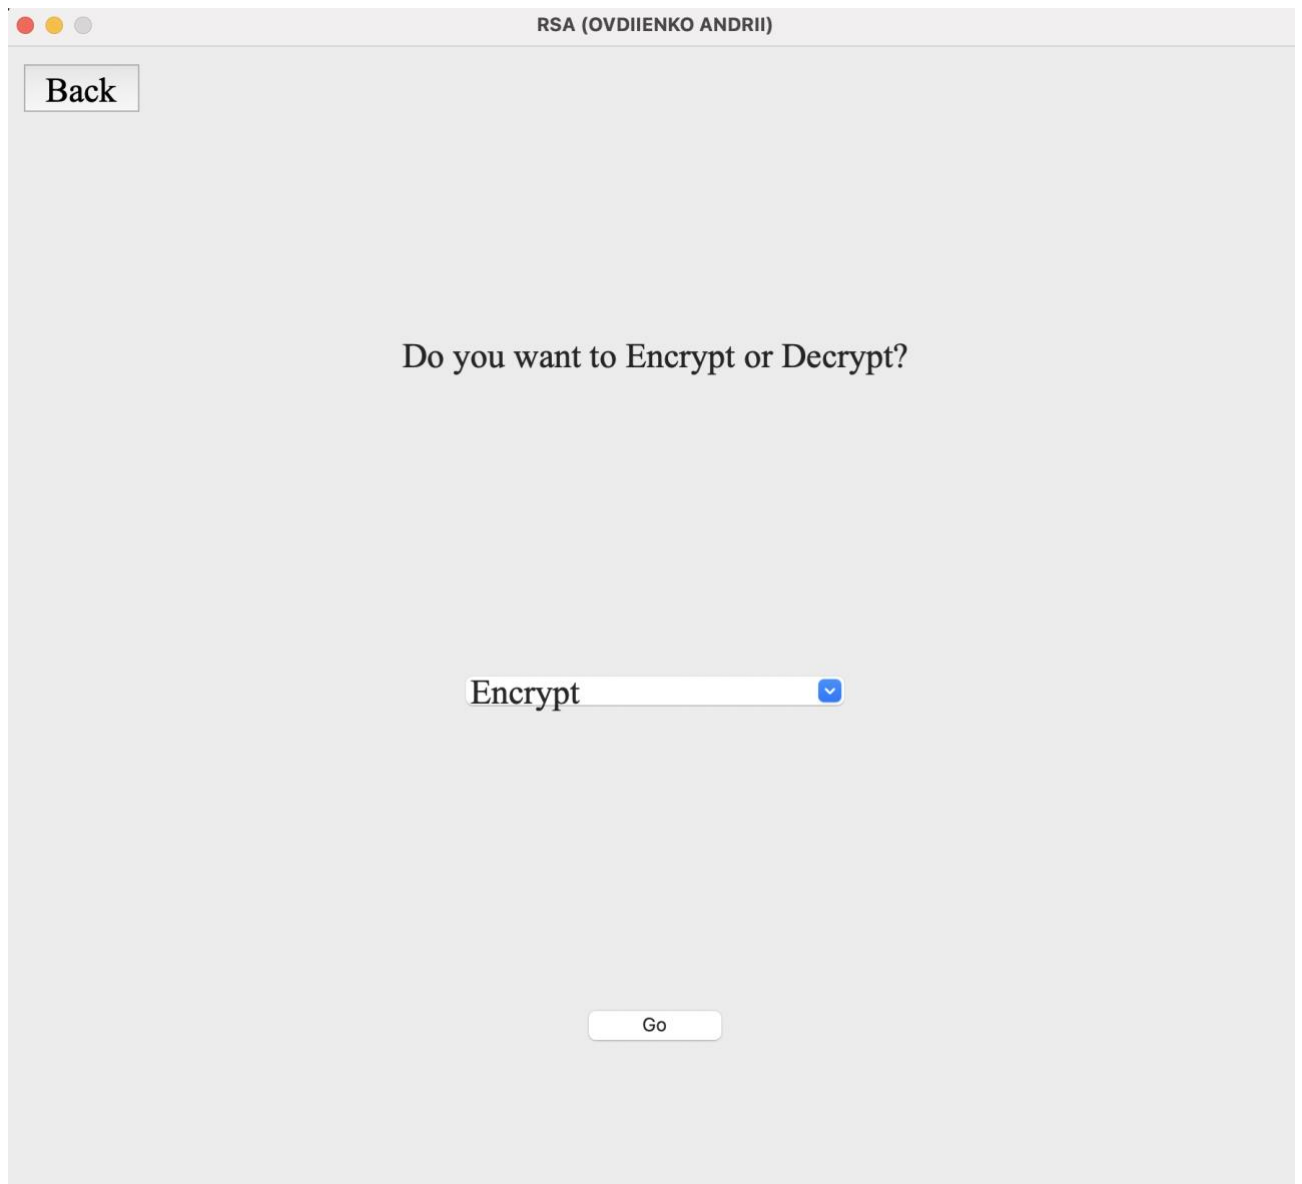 RSA (OVDIIENKO ANDRII)
Back
Do you want to Encrypt or Decrypt?
Encrypt
Go